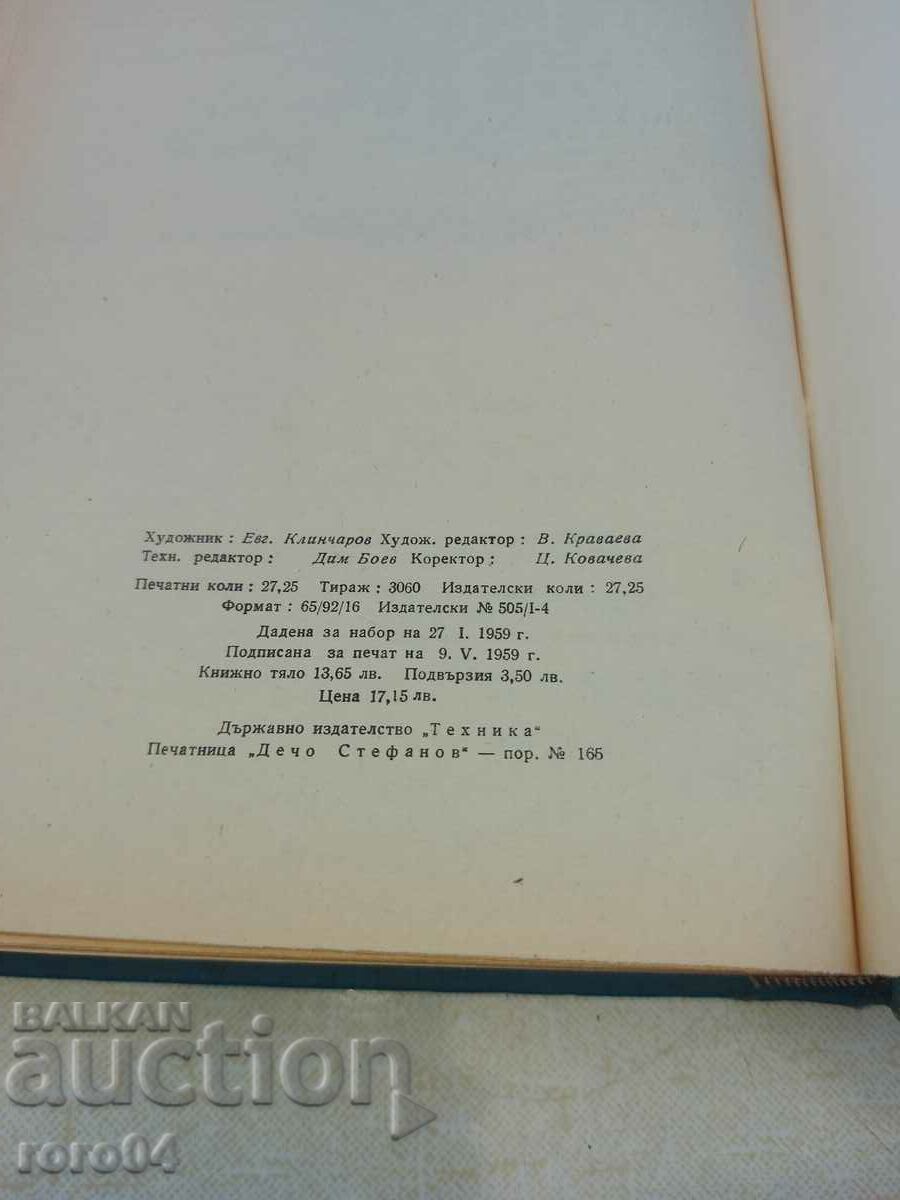 Художник : Евг. Клинчаров Худож. редактор : В. Краваева
Техн. редактор : Дим Боев Коректор ; Ц. Ковачева
Печатни коли : 27,25 Тираж : 3060 Издателски коли : 27,25
Формат : 65/92/16 Издателски № 505/I-4
Дадена за набор на 27 I. 1959 г.
Подписана за печат на 9. V. 1959 г.
Книжно тяло 13,65 лв. Подвързия 3,50 лв.
Цена 17,15 лв.
Държавно издателство „Техника“
Печатница „Дечо Стефанов“ — пор. № 165
BALKAN
auction
roro04